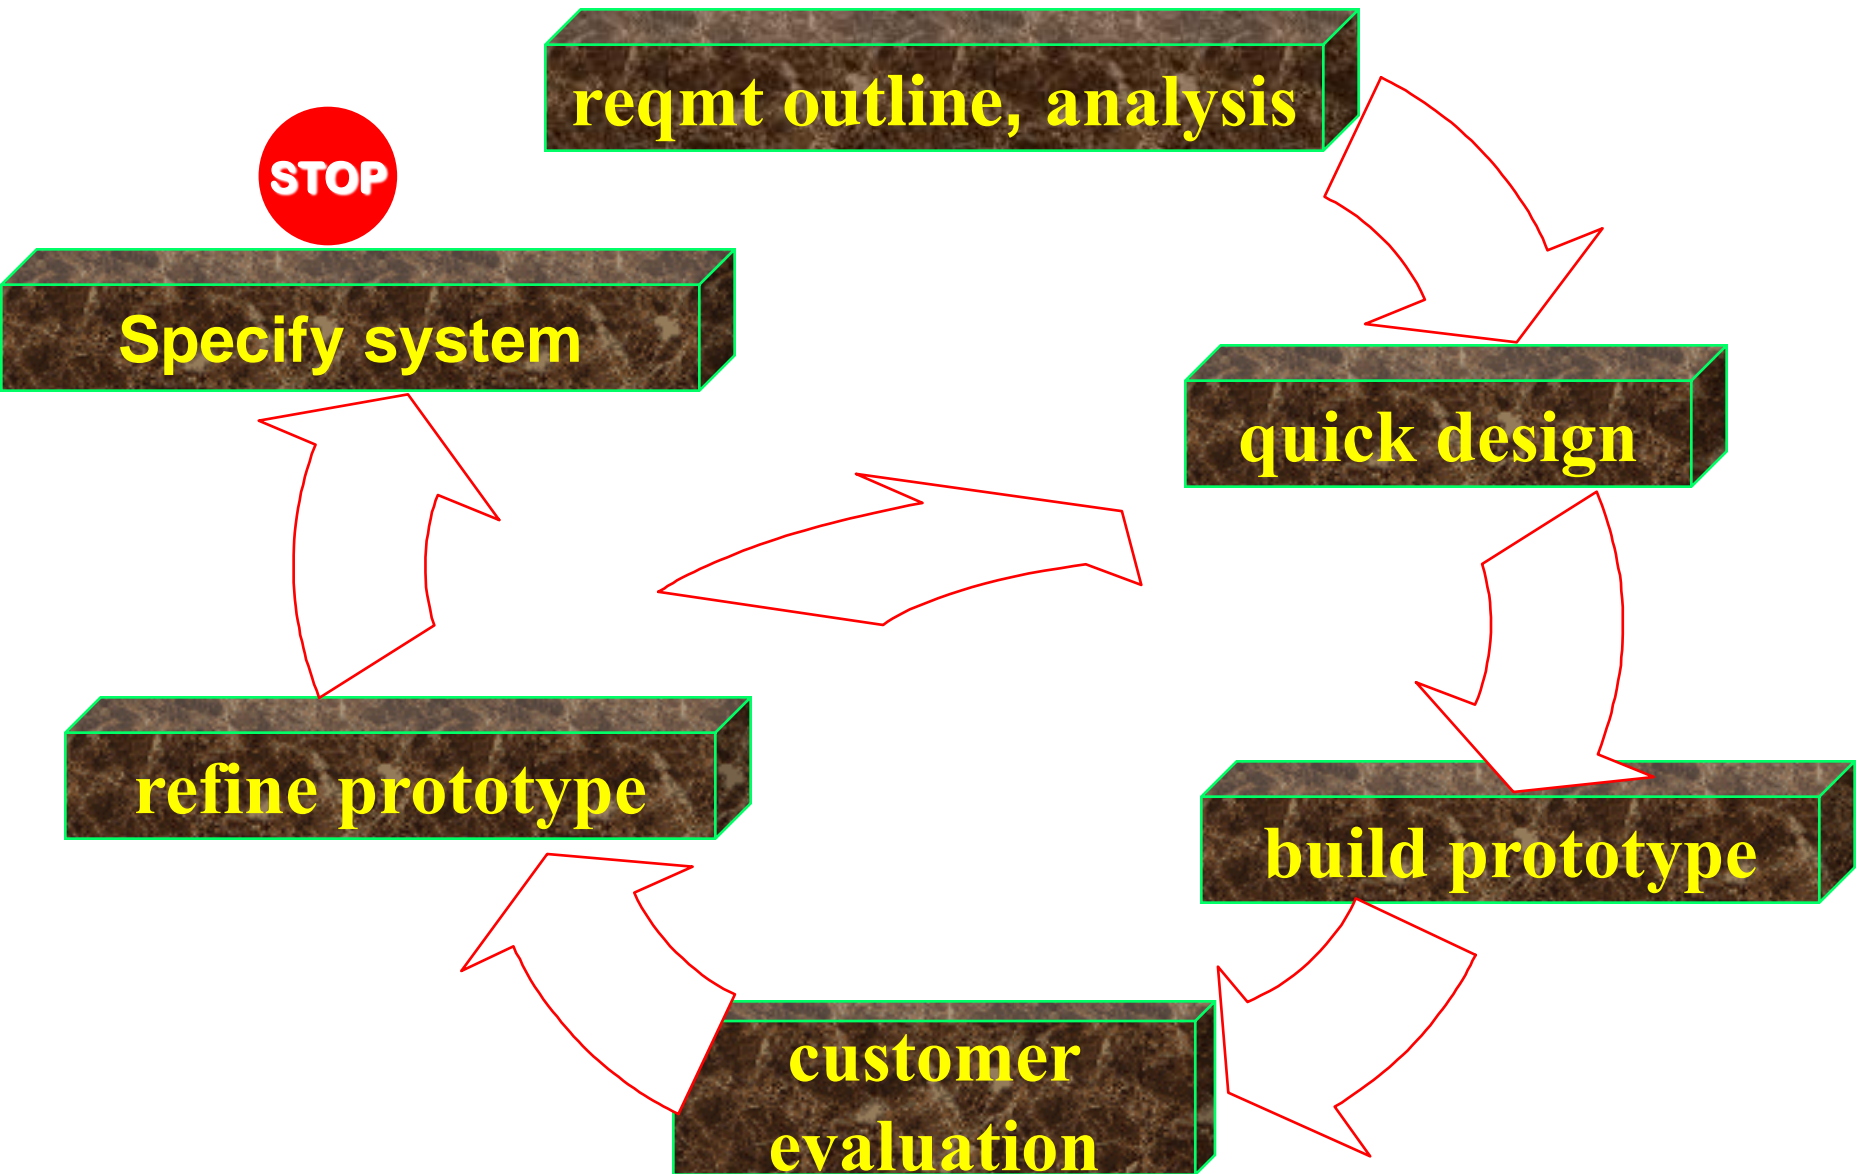 reqmt outline, analysis
STOP
Specify system
quick design
refine prototype
build prototype
customer
evaluation